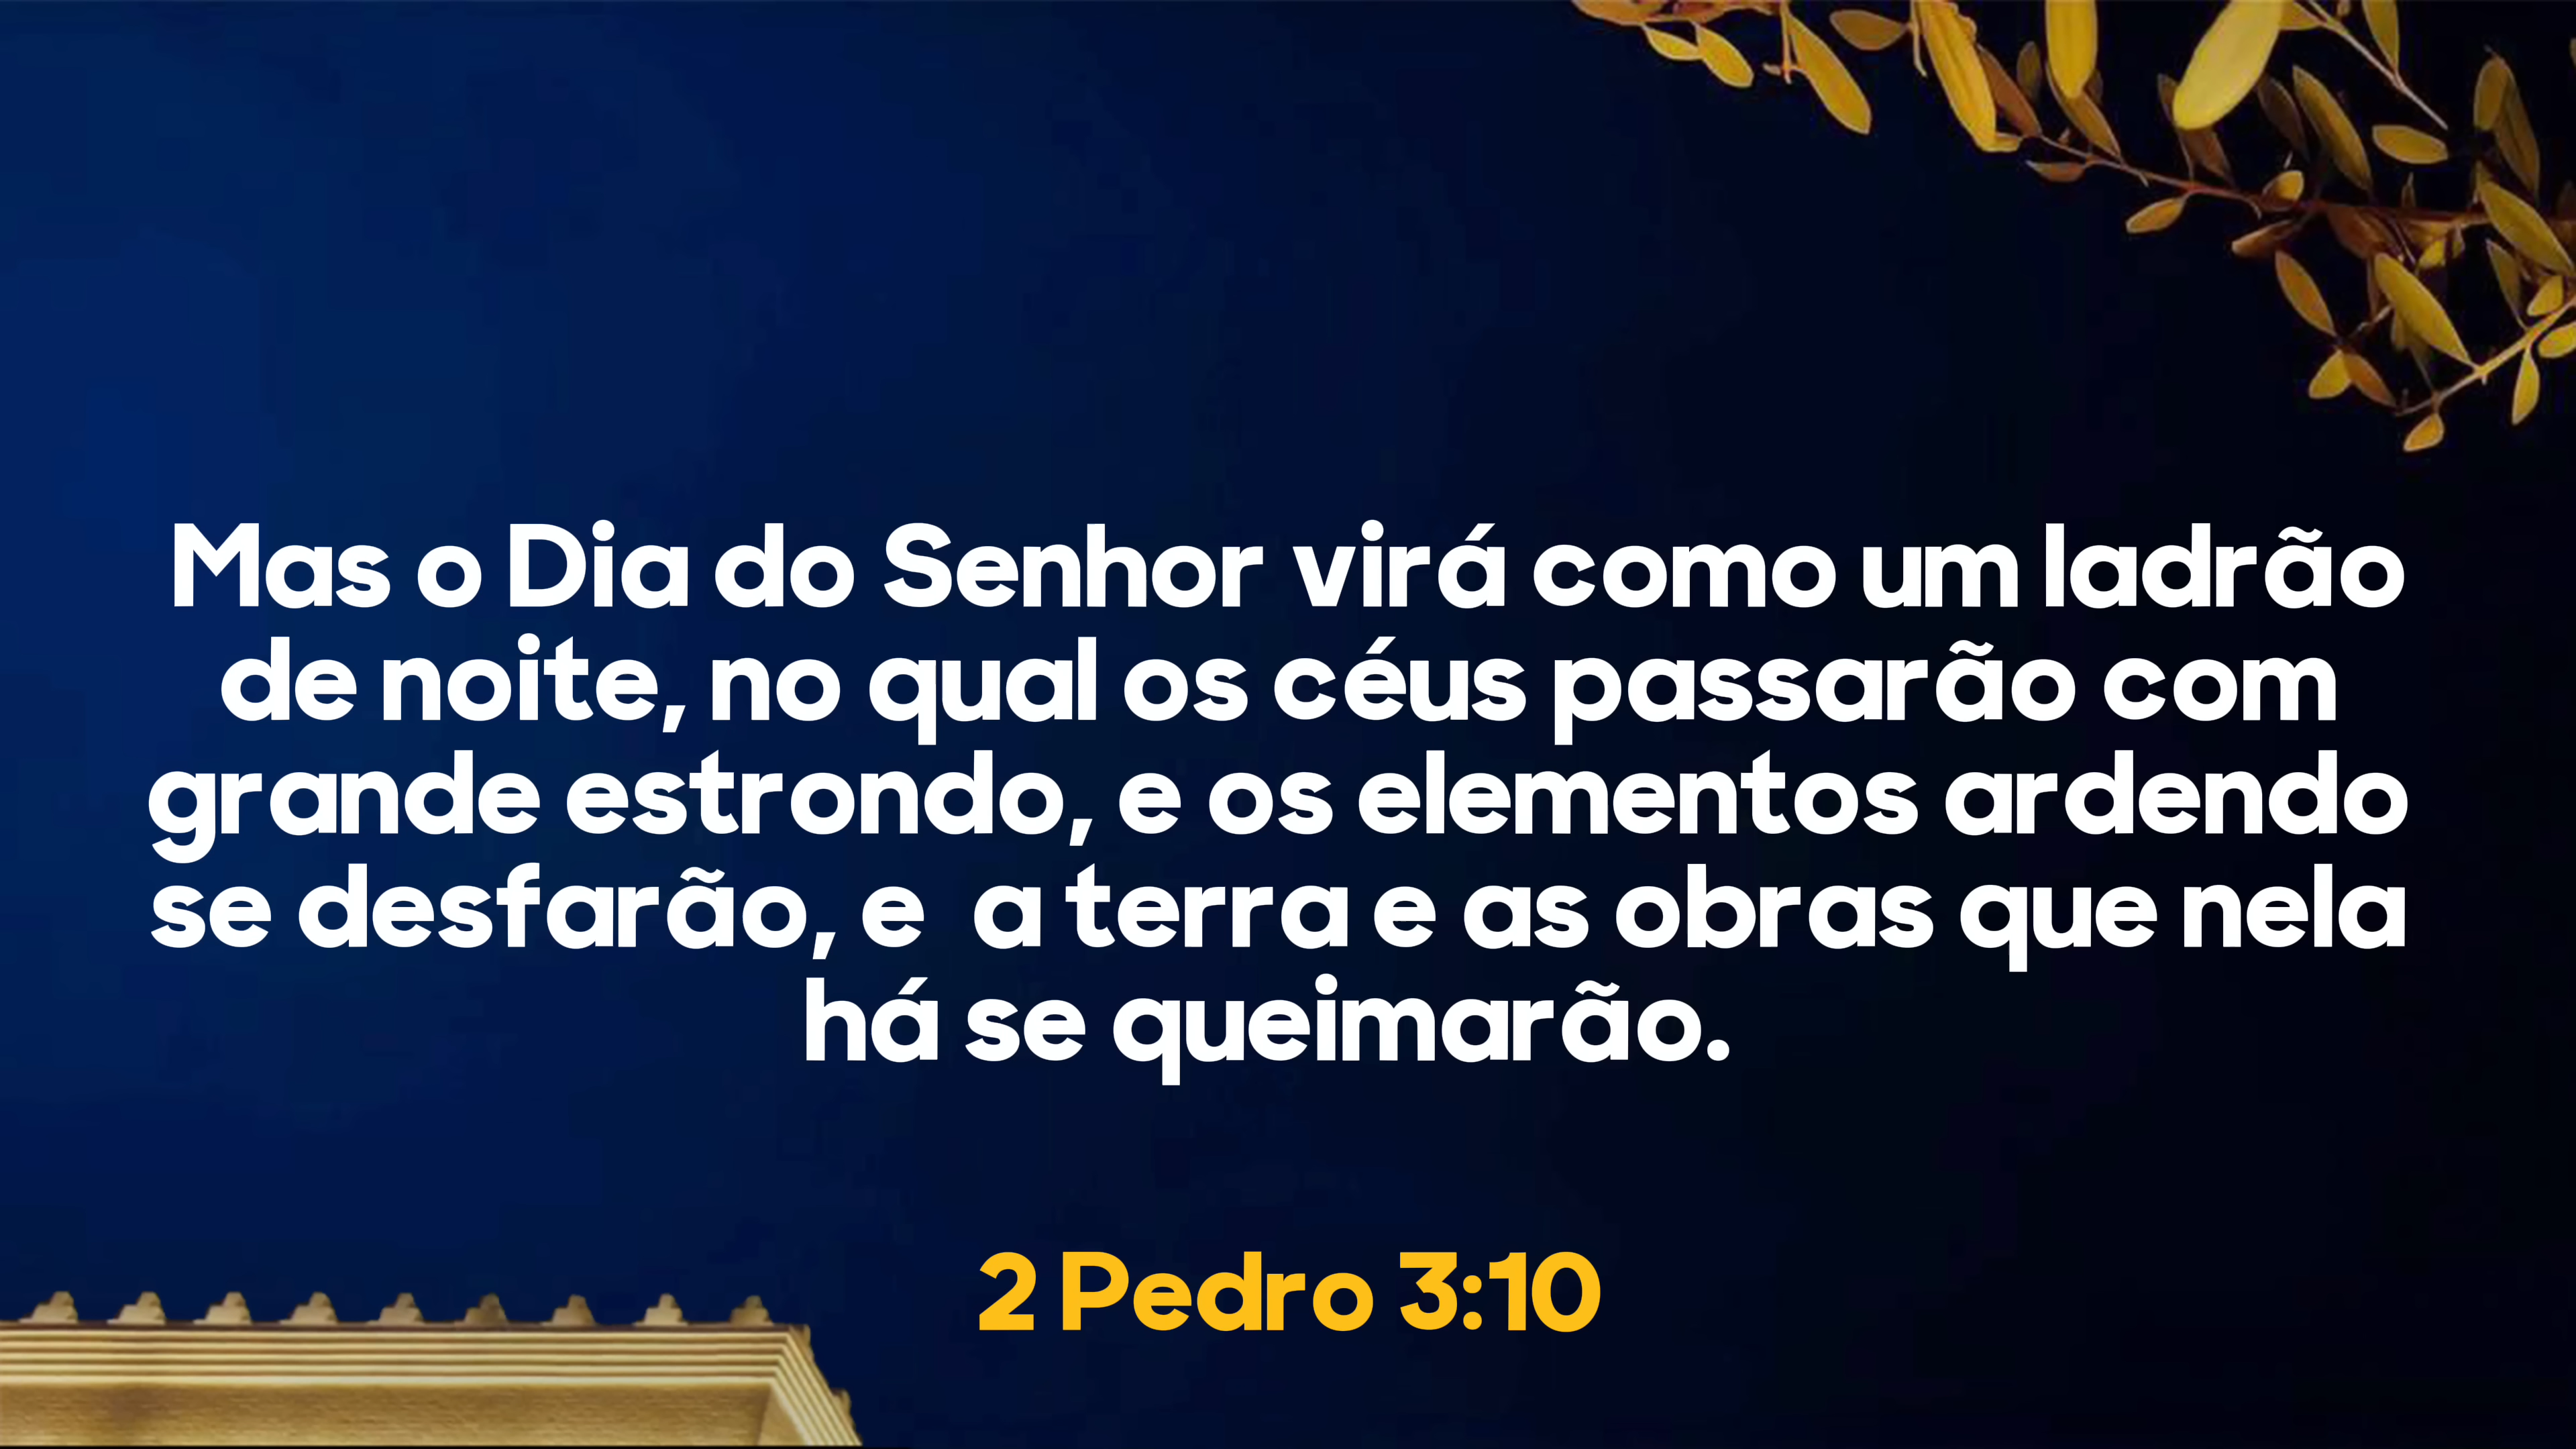 Mas o Dia do Senhor virá como um ladrão
de noite, no qual os céus passarão com
grande estrondo, e os elementos ardendo
se desfarão, e  a terra e as obras que nela
há se queimarão.
2 Pedro 3:10